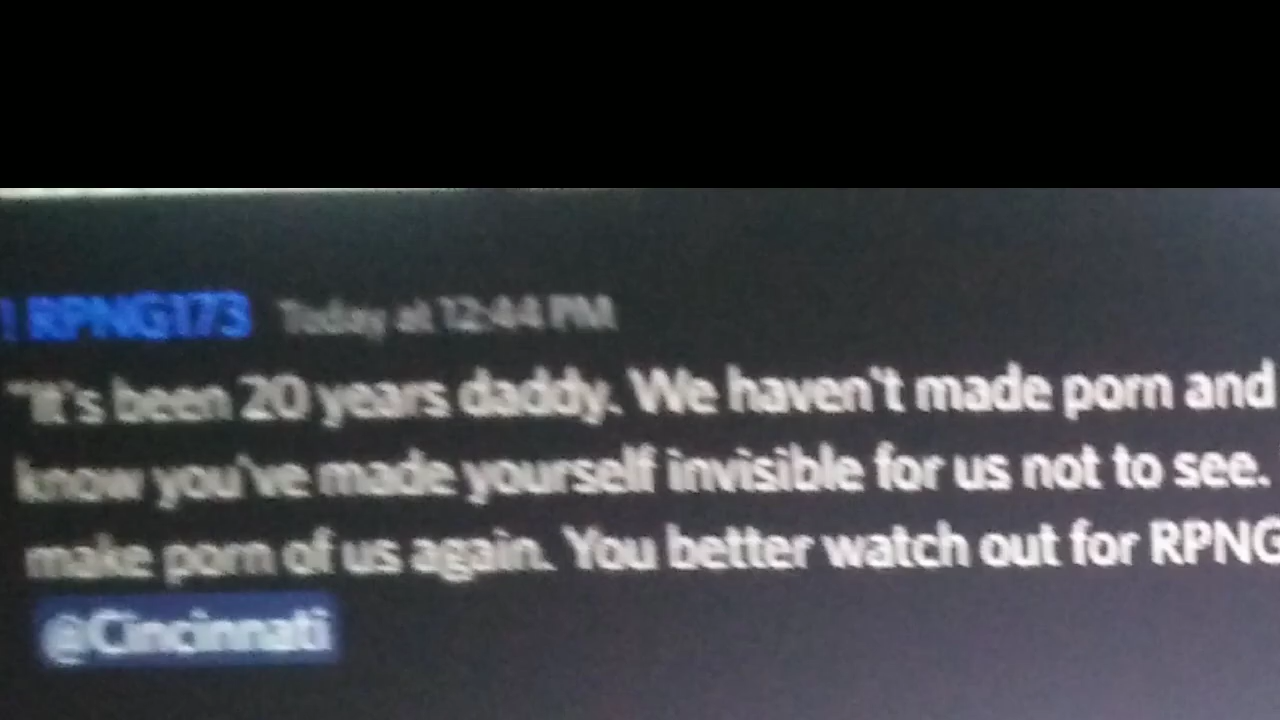 ! RPNG173 Today at 12:44 PM
"It's been 20 years daddy. We haven't made porn and
know you've made yourself invisible for us not to see.
make porn of us again. You better watch out for RPNG
@Cincinnati